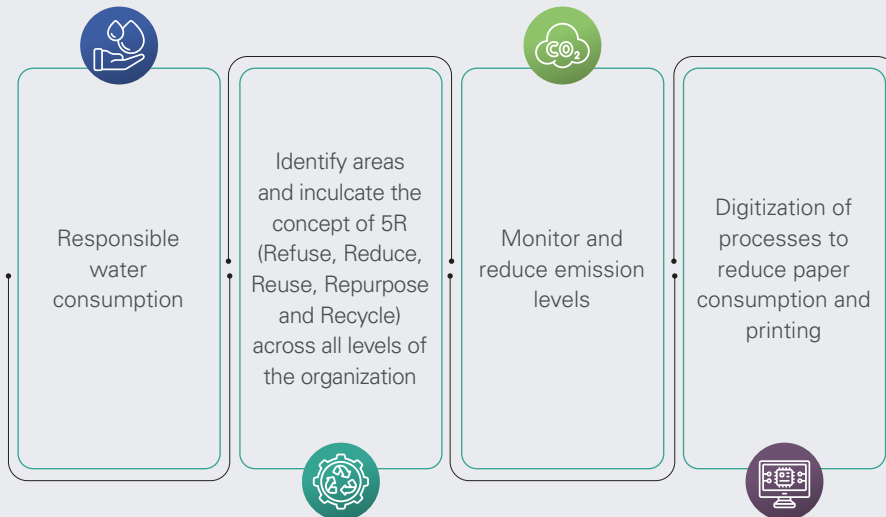 Responsible
water
consumption
Identify areas
and inculcate the
concept of 5R
(Refuse, Reduce,
Reuse, Repurpose
and Recycle)
across all levels of
the organization
CO₂
Monitor and
reduce emission
levels
Digitization of
processes to
reduce paper
consumption and
printing